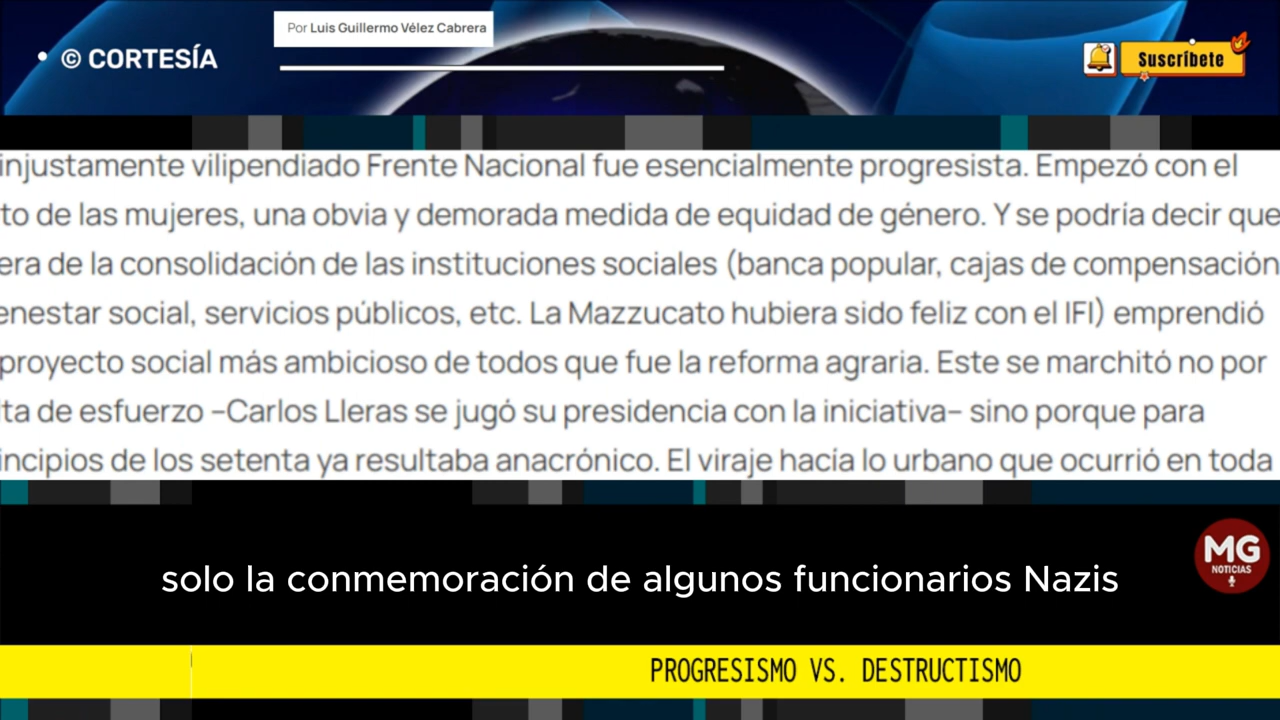 Por Luis Guillermo Vélez Cabrera
• © CORTESÍA
Suscríbete
injustamente vilipendiado Frente Nacional fue esencialmente progresista. Empezó con el
to de las mujeres, una obvia y demorada medida de equidad de género. Y se podría decir que
era de la consolidación de las instituciones sociales (banca popular, cajas de compensación
enestar social, servicios públicos, etc. La Mazzucato hubiera sido feliz con el IFI) emprendió
proyecto social más ambicioso de todos que fue la reforma agraria. Este se marchitó no por
lta de esfuerzo –Carlos Lleras se jugó su presidencia con la iniciativa– sino porque para
incipios de los setenta ya resultaba anacrónico. El viraje hacía lo urbano que ocurrió en toda
solo la conmemoración de algunos funcionarios Nazis
MG
NOTICIAS
PROGRESISMO VS. DESTRUCTISMO